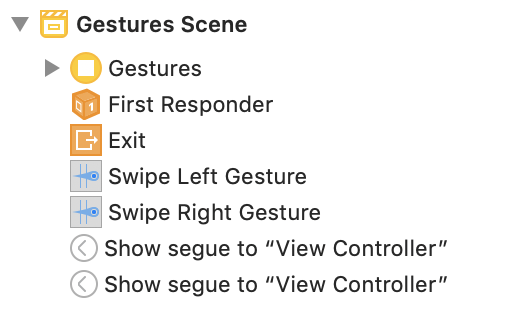 Gestures Scene
Gestures
First Responder
Exit
Swipe Left Gesture
Swipe Right Gesture
Show segue to “View Controller”
Show segue to “View Controller”